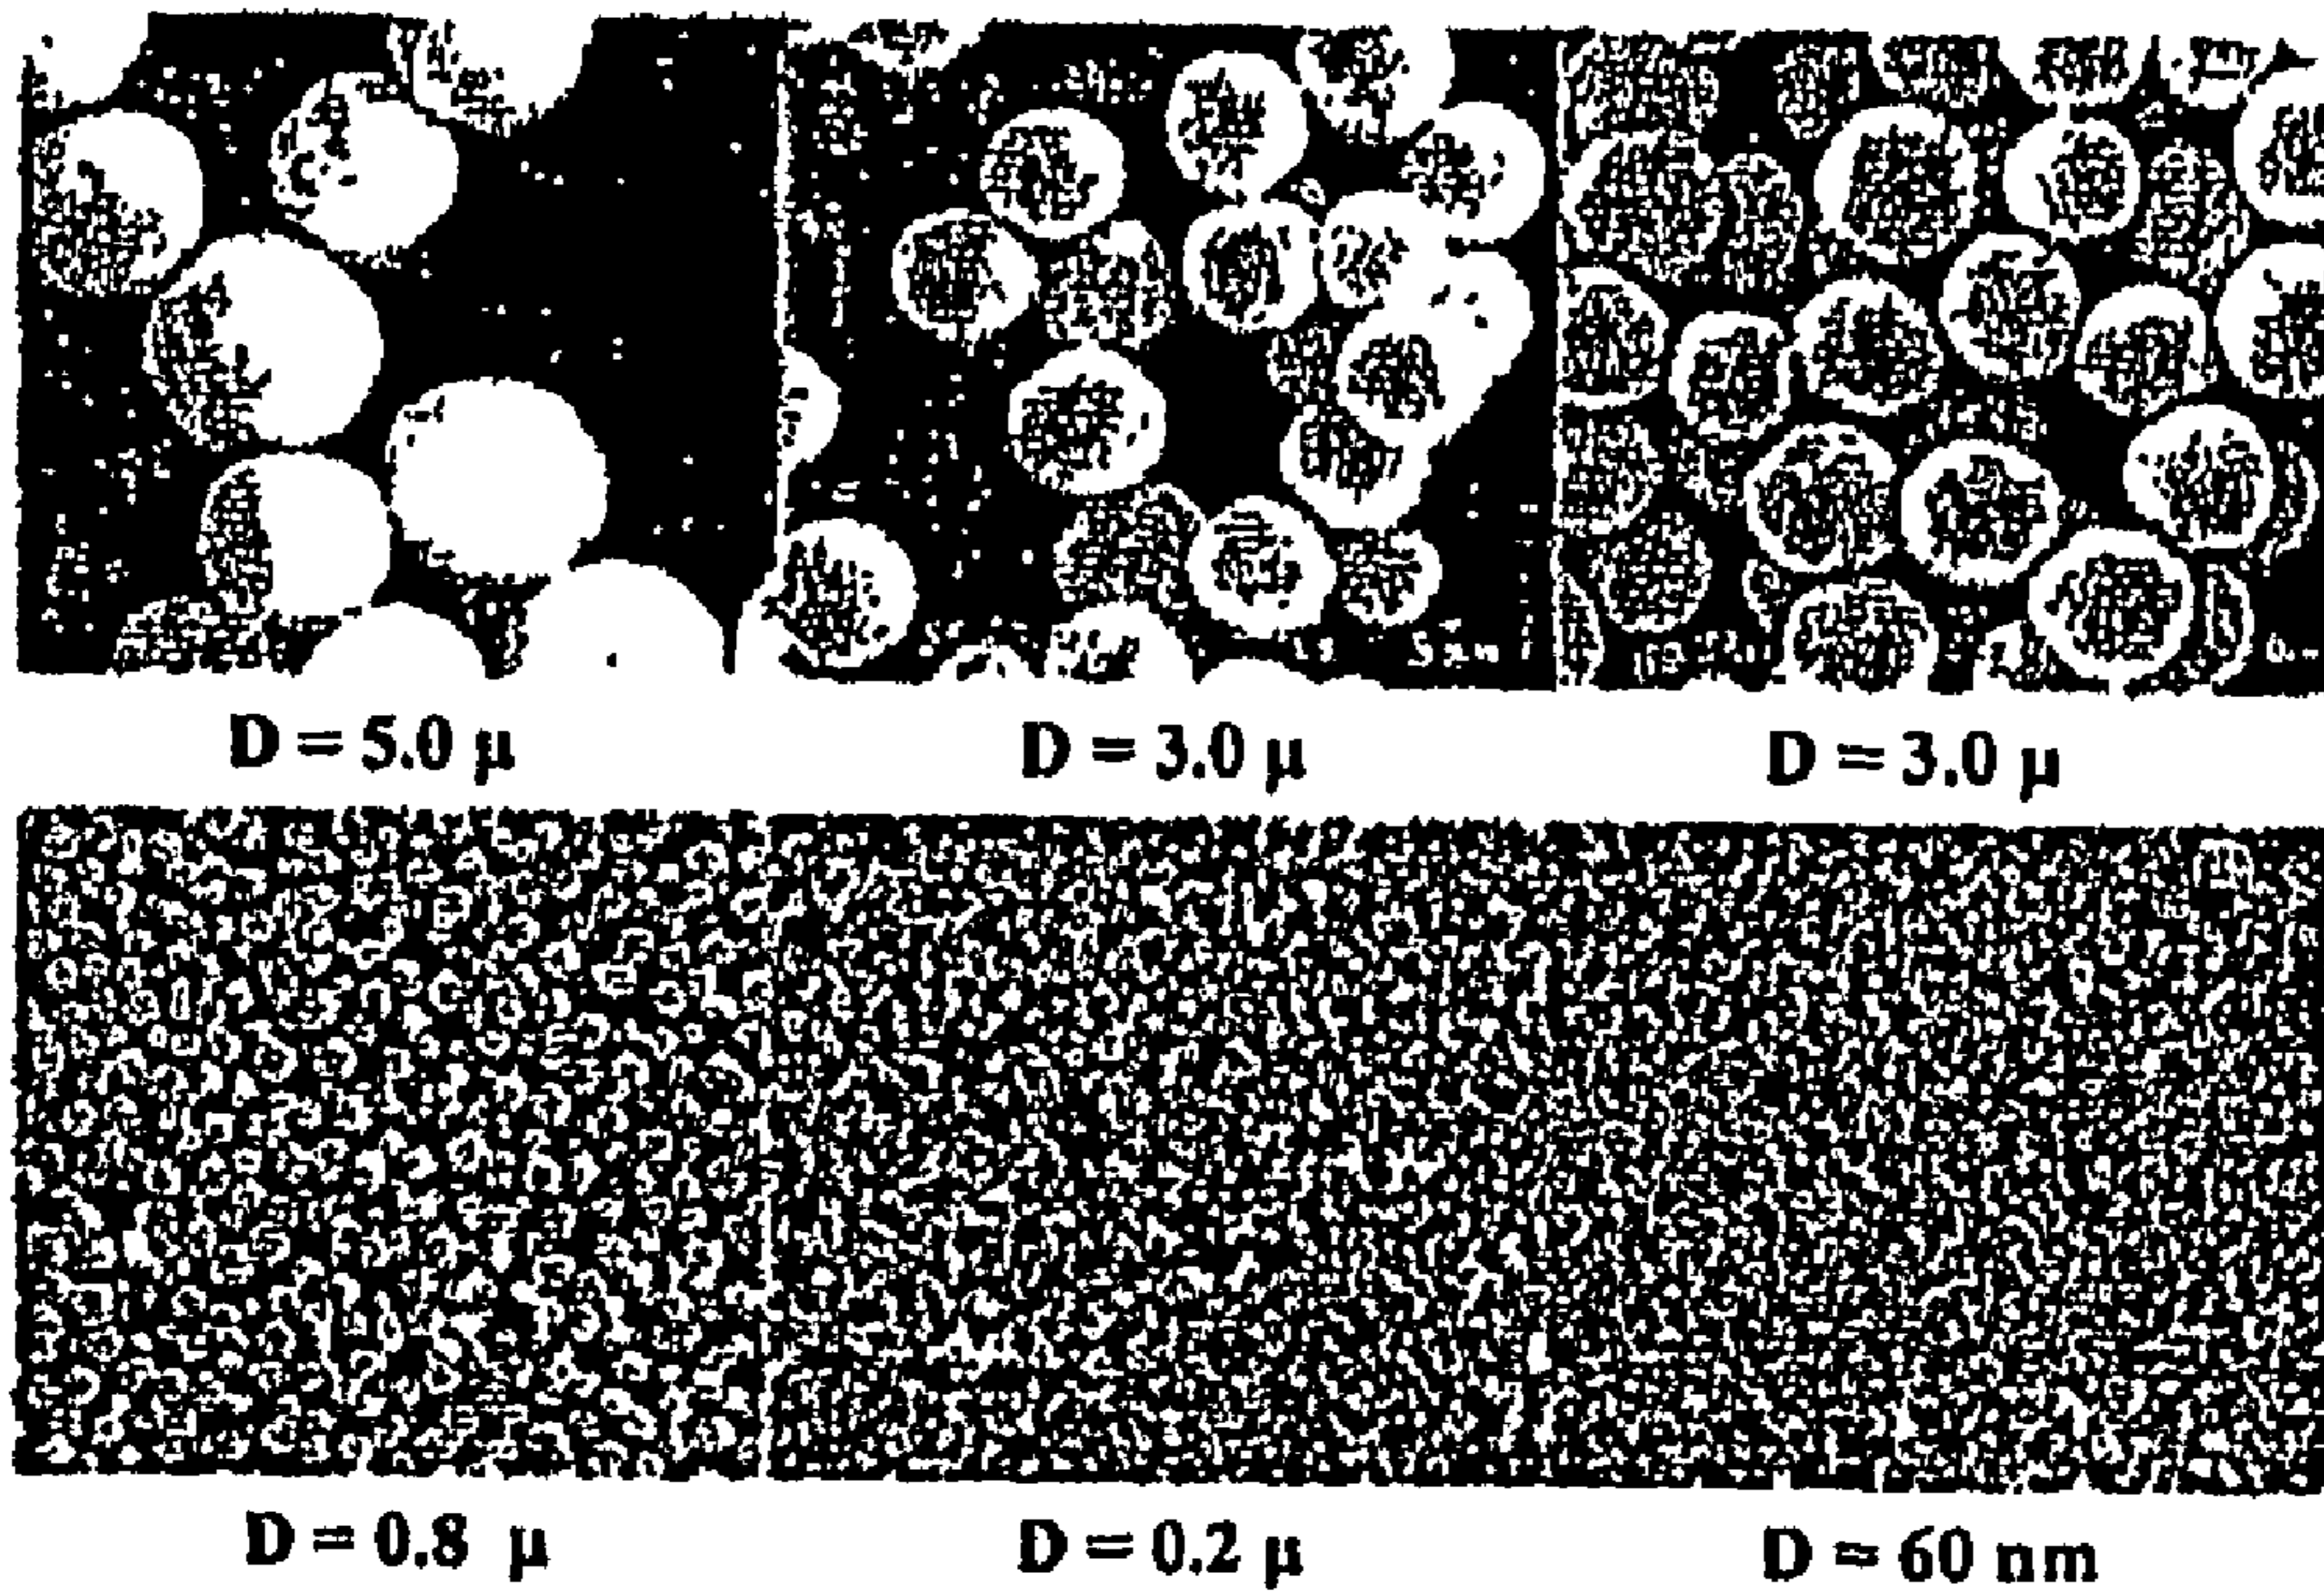 D = 5.0 μ
D = 3.0 μ
D = 3.0 μ
D = 0.8 μ
D = 0.2 μ
D = 60 nm